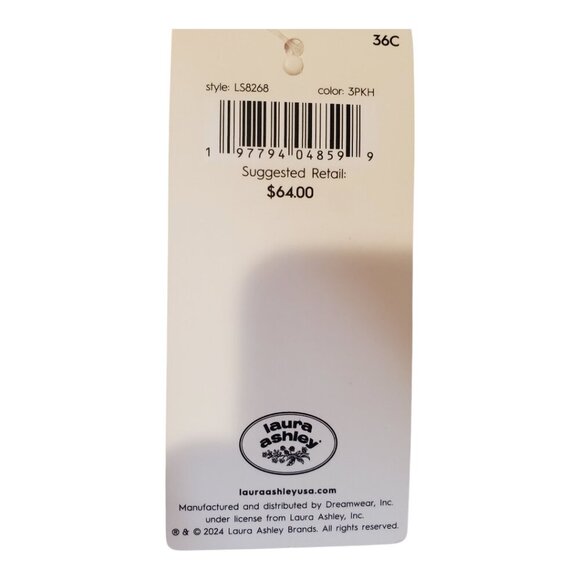 36C
style: LS8268 color: 3PKH
1 97794 04859 9
Suggested Retail:
$64.00
laura
ashley®
lauraashleyusa.com
Manufactured and distributed by Dreamwear, Inc.
under license from Laura Ashley, Inc.
® & © 2024 Laura Ashley Brands. All rights reserved.